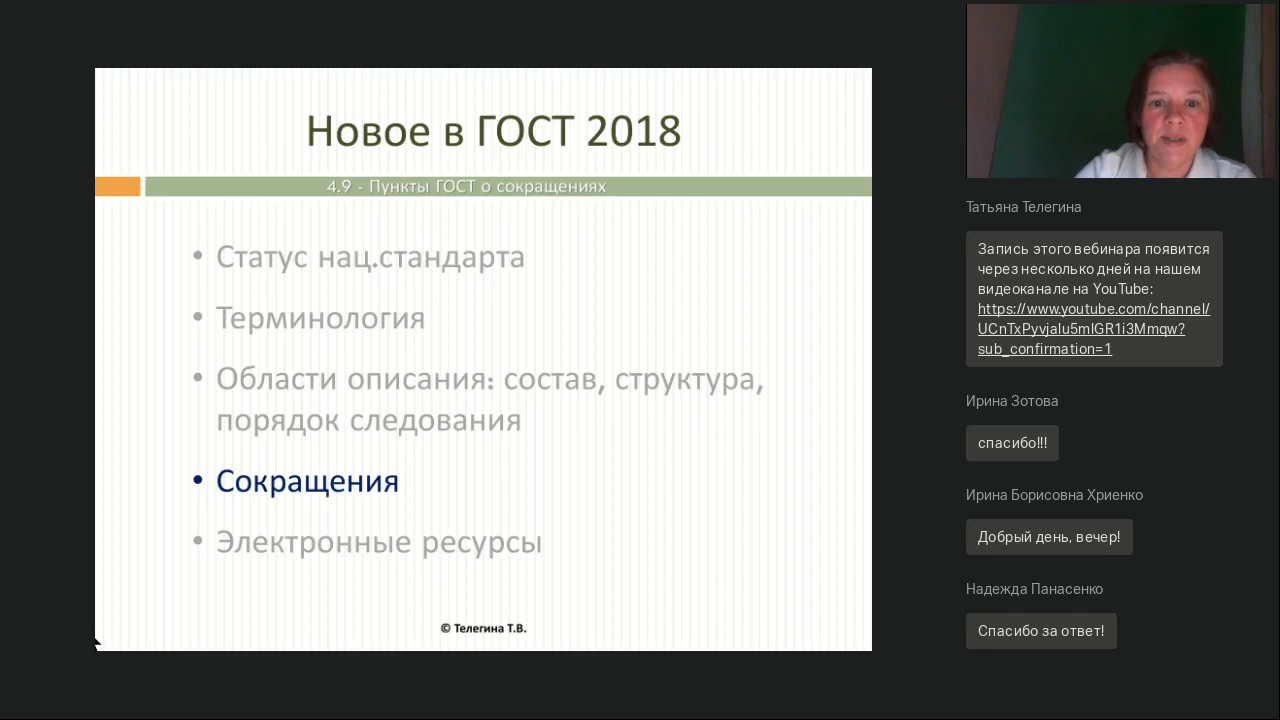 Новое в ГОСТ 2018
4.9 - Пункты ГОСТ о сокращениях
• Статус нац.стандарта
• Терминология
• Области описания: состав, структура,
порядок следования
• Сокращения
• Электронные ресурсы
© Телегина Т.В.
Татьяна Телегина
Запись этого вебинара появится
через несколько дней на нашем
видеоканале на YouTube:
https://www.youtube.com/channel/
UCnTxPyvjalu5mlGR1i3Mmqw?
sub_confirmation=1
Ирина Зотова
спасибо!!!
Ирина Борисовна Хриенко
Добрый день, вечер!
Надежда Панасенко
Спасибо за ответ!